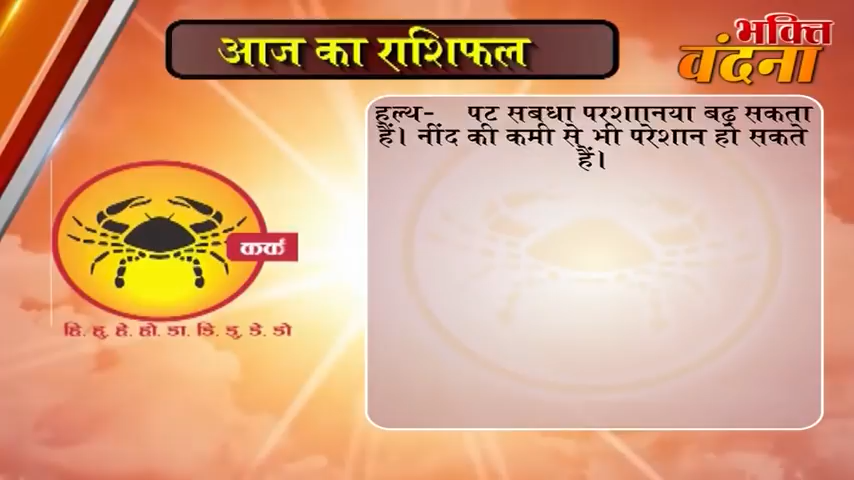 आज का राशिफल
भक्ति
वंदना
हेल्थ- पेट संबंधी परेशानियां बढ़ सकती
हैं। नींद की कमी से भी परेशान हो सकते
हैं।
कर्क
हि. हु. हे. हो. डा. डि. डु. डे. डो